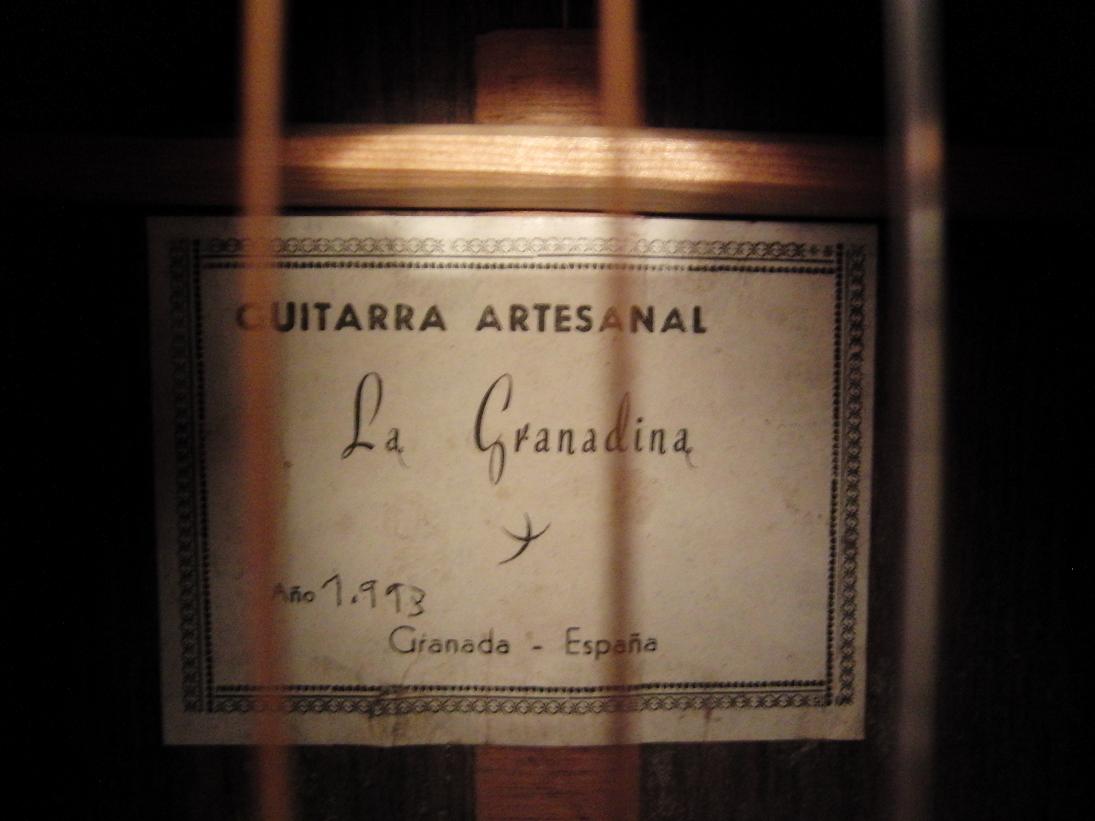 GUITARRA ARTESANAL
La Granadina
Año 1.993
Granada - España